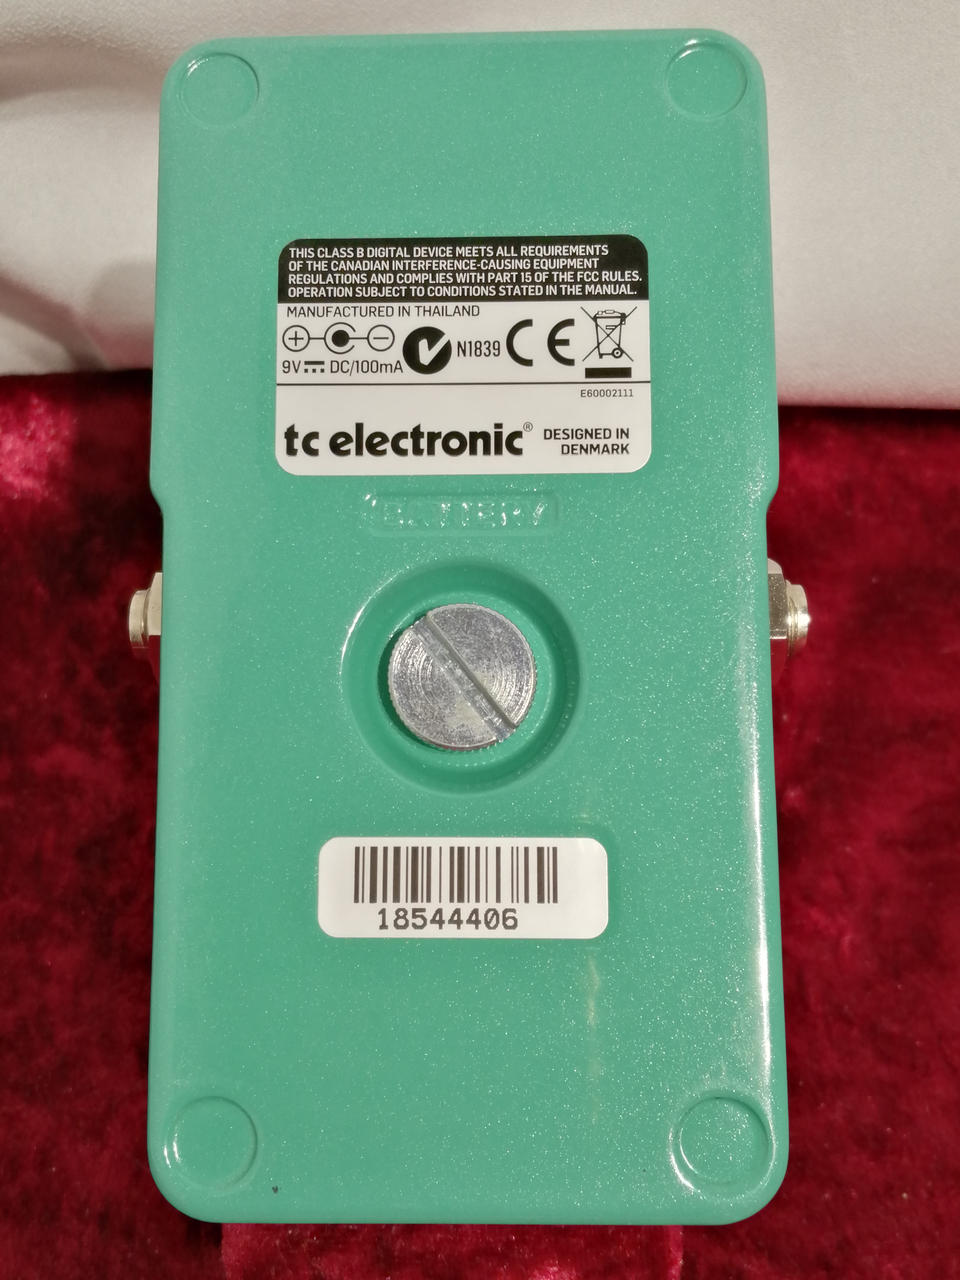 THIS CLASS B DIGITAL DEVICE MEETS ALL REQUIREMENTS
OF THE CANADIAN INTERFERENCE-CAUSING EQUIPMENT
REGULATIONS AND COMPLIES WITH PART 15 OF THE FCC RULES.
OPERATION SUBJECT TO CONDITIONS STATED IN THE MANUAL.
MANUFACTURED IN THAILAND
N1839 CE
9V DC/100mA
E60002111
tc electronic® DESIGNED IN
DENMARK
BATTERY
18544406